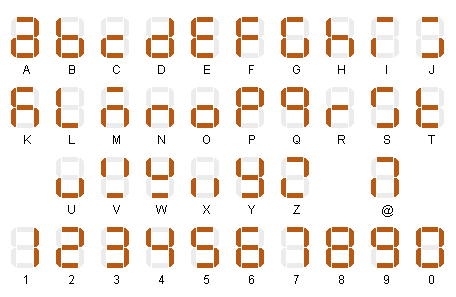 A B C D E F G H I J
K L M N O P Q R S T
U V W X Y Z @
1 2 3 4 5 6 7 8 9 0